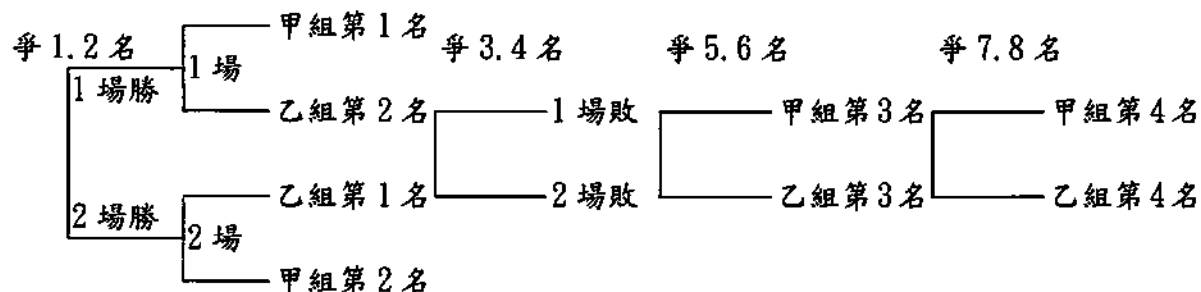 爭 1.2 名
甲組第 1 名
1 場
1 場勝
乙組第 2 名
乙組第 1 名
2 場勝
2 場
甲組第 2 名
爭 3.4 名
1 場敗
2 場敗
爭 5.6 名
甲組第 3 名
乙組第 3 名
爭 7.8 名
甲組第 4 名
乙組第 4 名